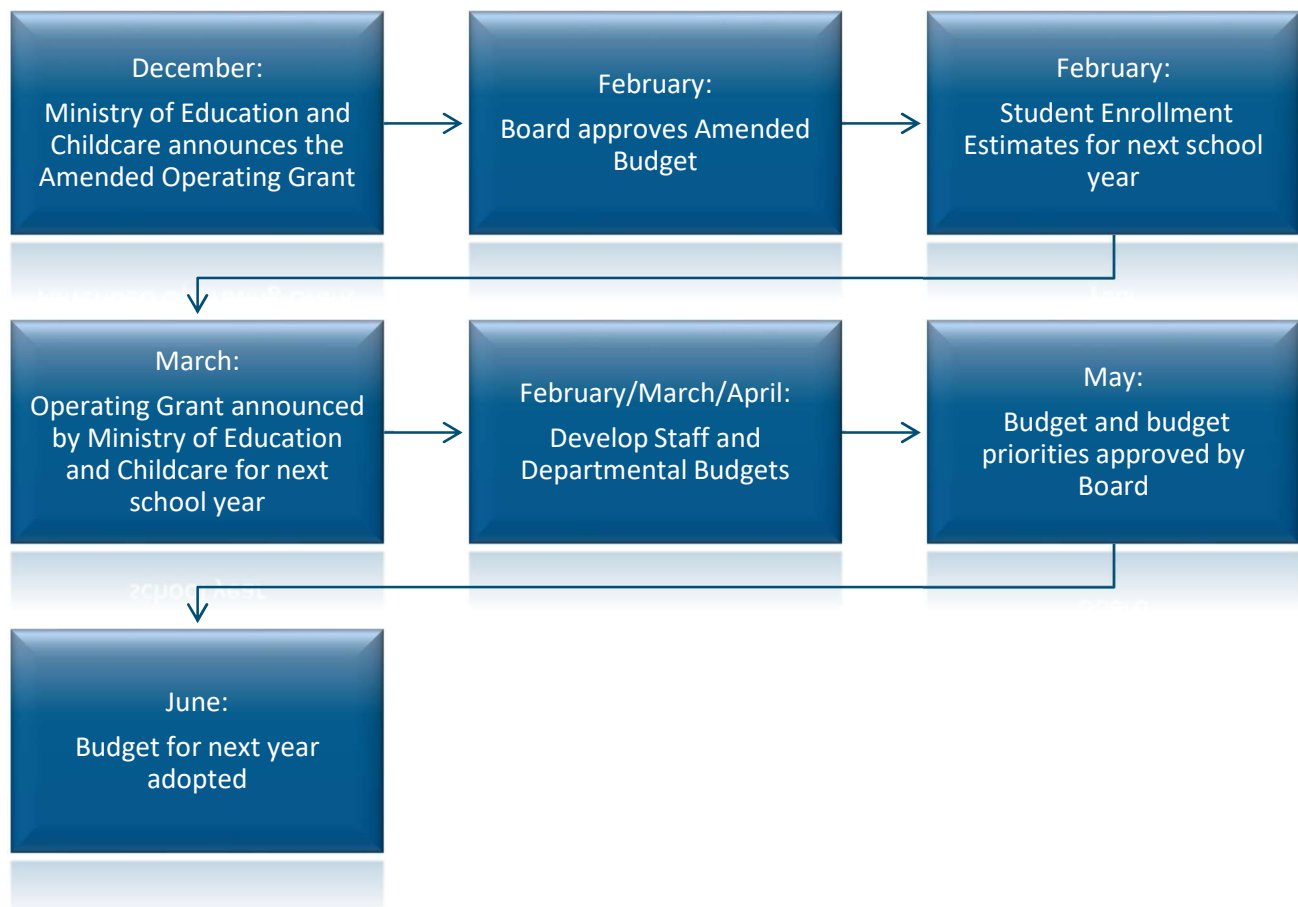 December:
Ministry of Education and
Childcare announces the
Amended Operating Grant
February:
Board approves Amended
Budget
February:
Student Enrollment
Estimates for next school
year
March:
Operating Grant announced
by Ministry of Education
and Childcare for next
school year
February/March/April:
Develop Staff and
Departmental Budgets
May:
Budget and budget
priorities approved by
Board
June:
Budget for next year
adopted